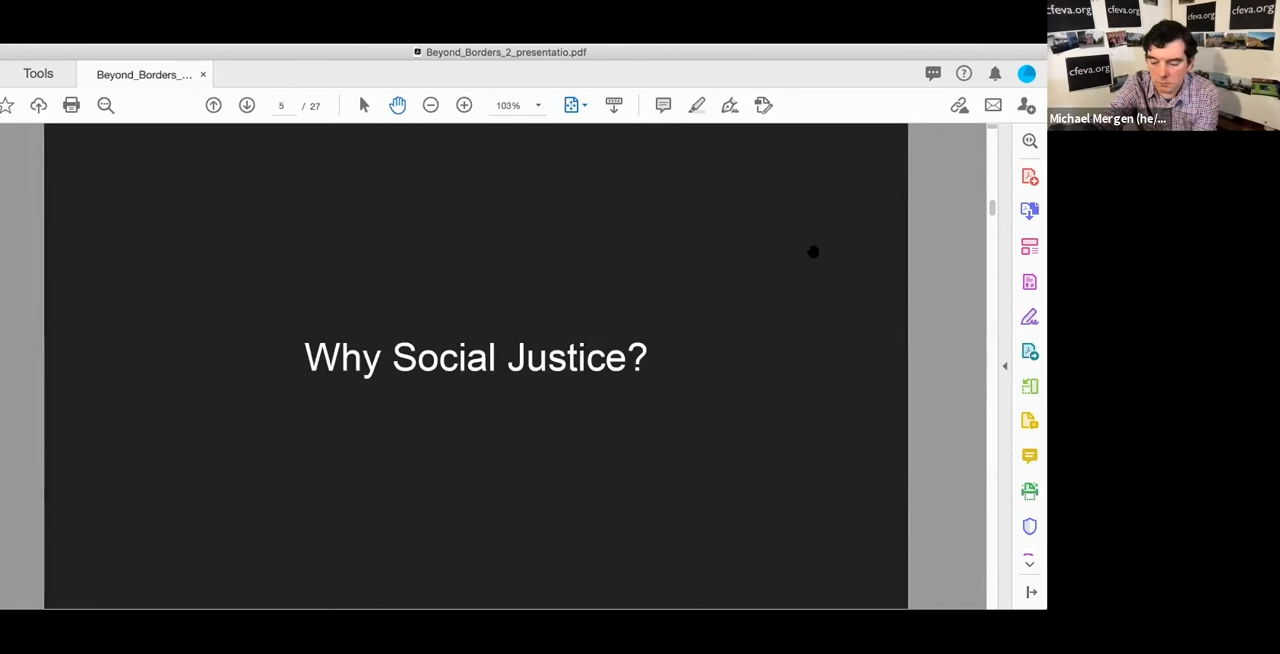 Beyond_Borders_2_presentatio.pdf
Tools
Beyond_Borders_... ×
5 / 27
103%
Why Social Justice?
cfeva.org
cfeva.org
cfeva.org
cfeva.org
cfeva.org
Michael Mergen (he/...